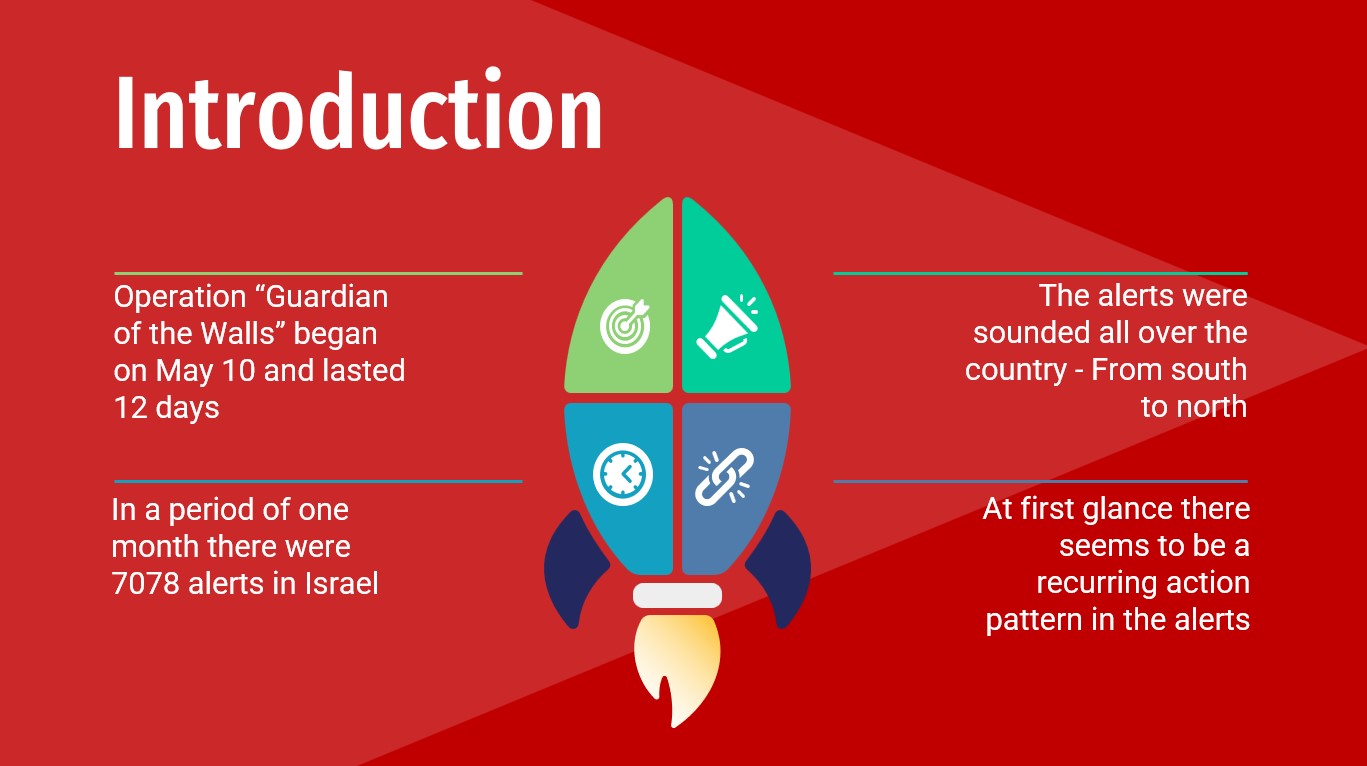 Introduction
Operation “Guardian
of the Walls” began
on May 10 and lasted
12 days
The alerts were
sounded all over the
country - From south
to north
In a period of one
month there were
7078 alerts in Israel
At first glance there
seems to be a
recurring action
pattern in the alerts